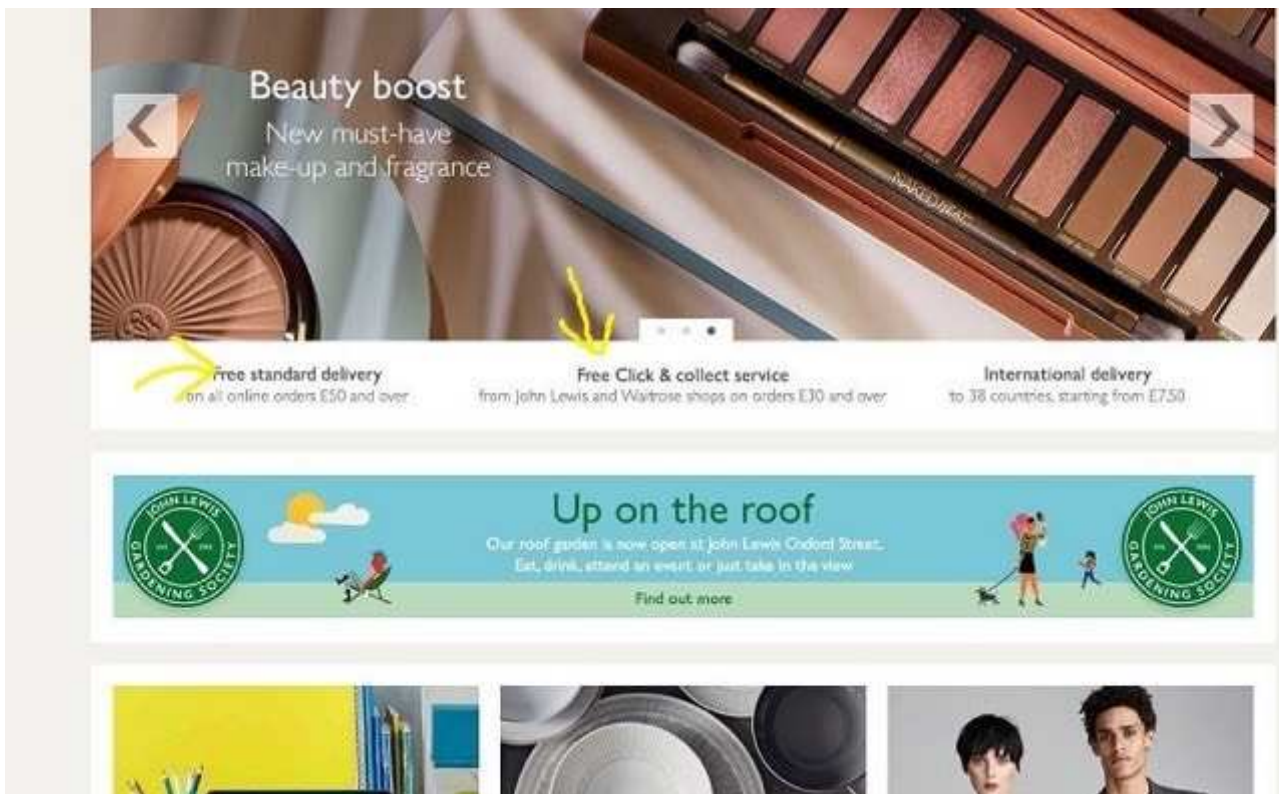 Beauty boost
New must-have
make-up and fragrance
NAKED HEAT
Free standard delivery
on all online orders £50 and over
Free Click & collect service
from John Lewis and Waitrose shops on orders £30 and over
International delivery
to 38 countries, starting from £7.50
JOHN LEWIS
GARDENING SOCIETY
Up on the roof
Our roof garden is now open at John Lewis Oxford Street.
Eat, drink, attend an event or just take in the view
Find out more
JOHN LEWIS
GARDENING SOCIETY